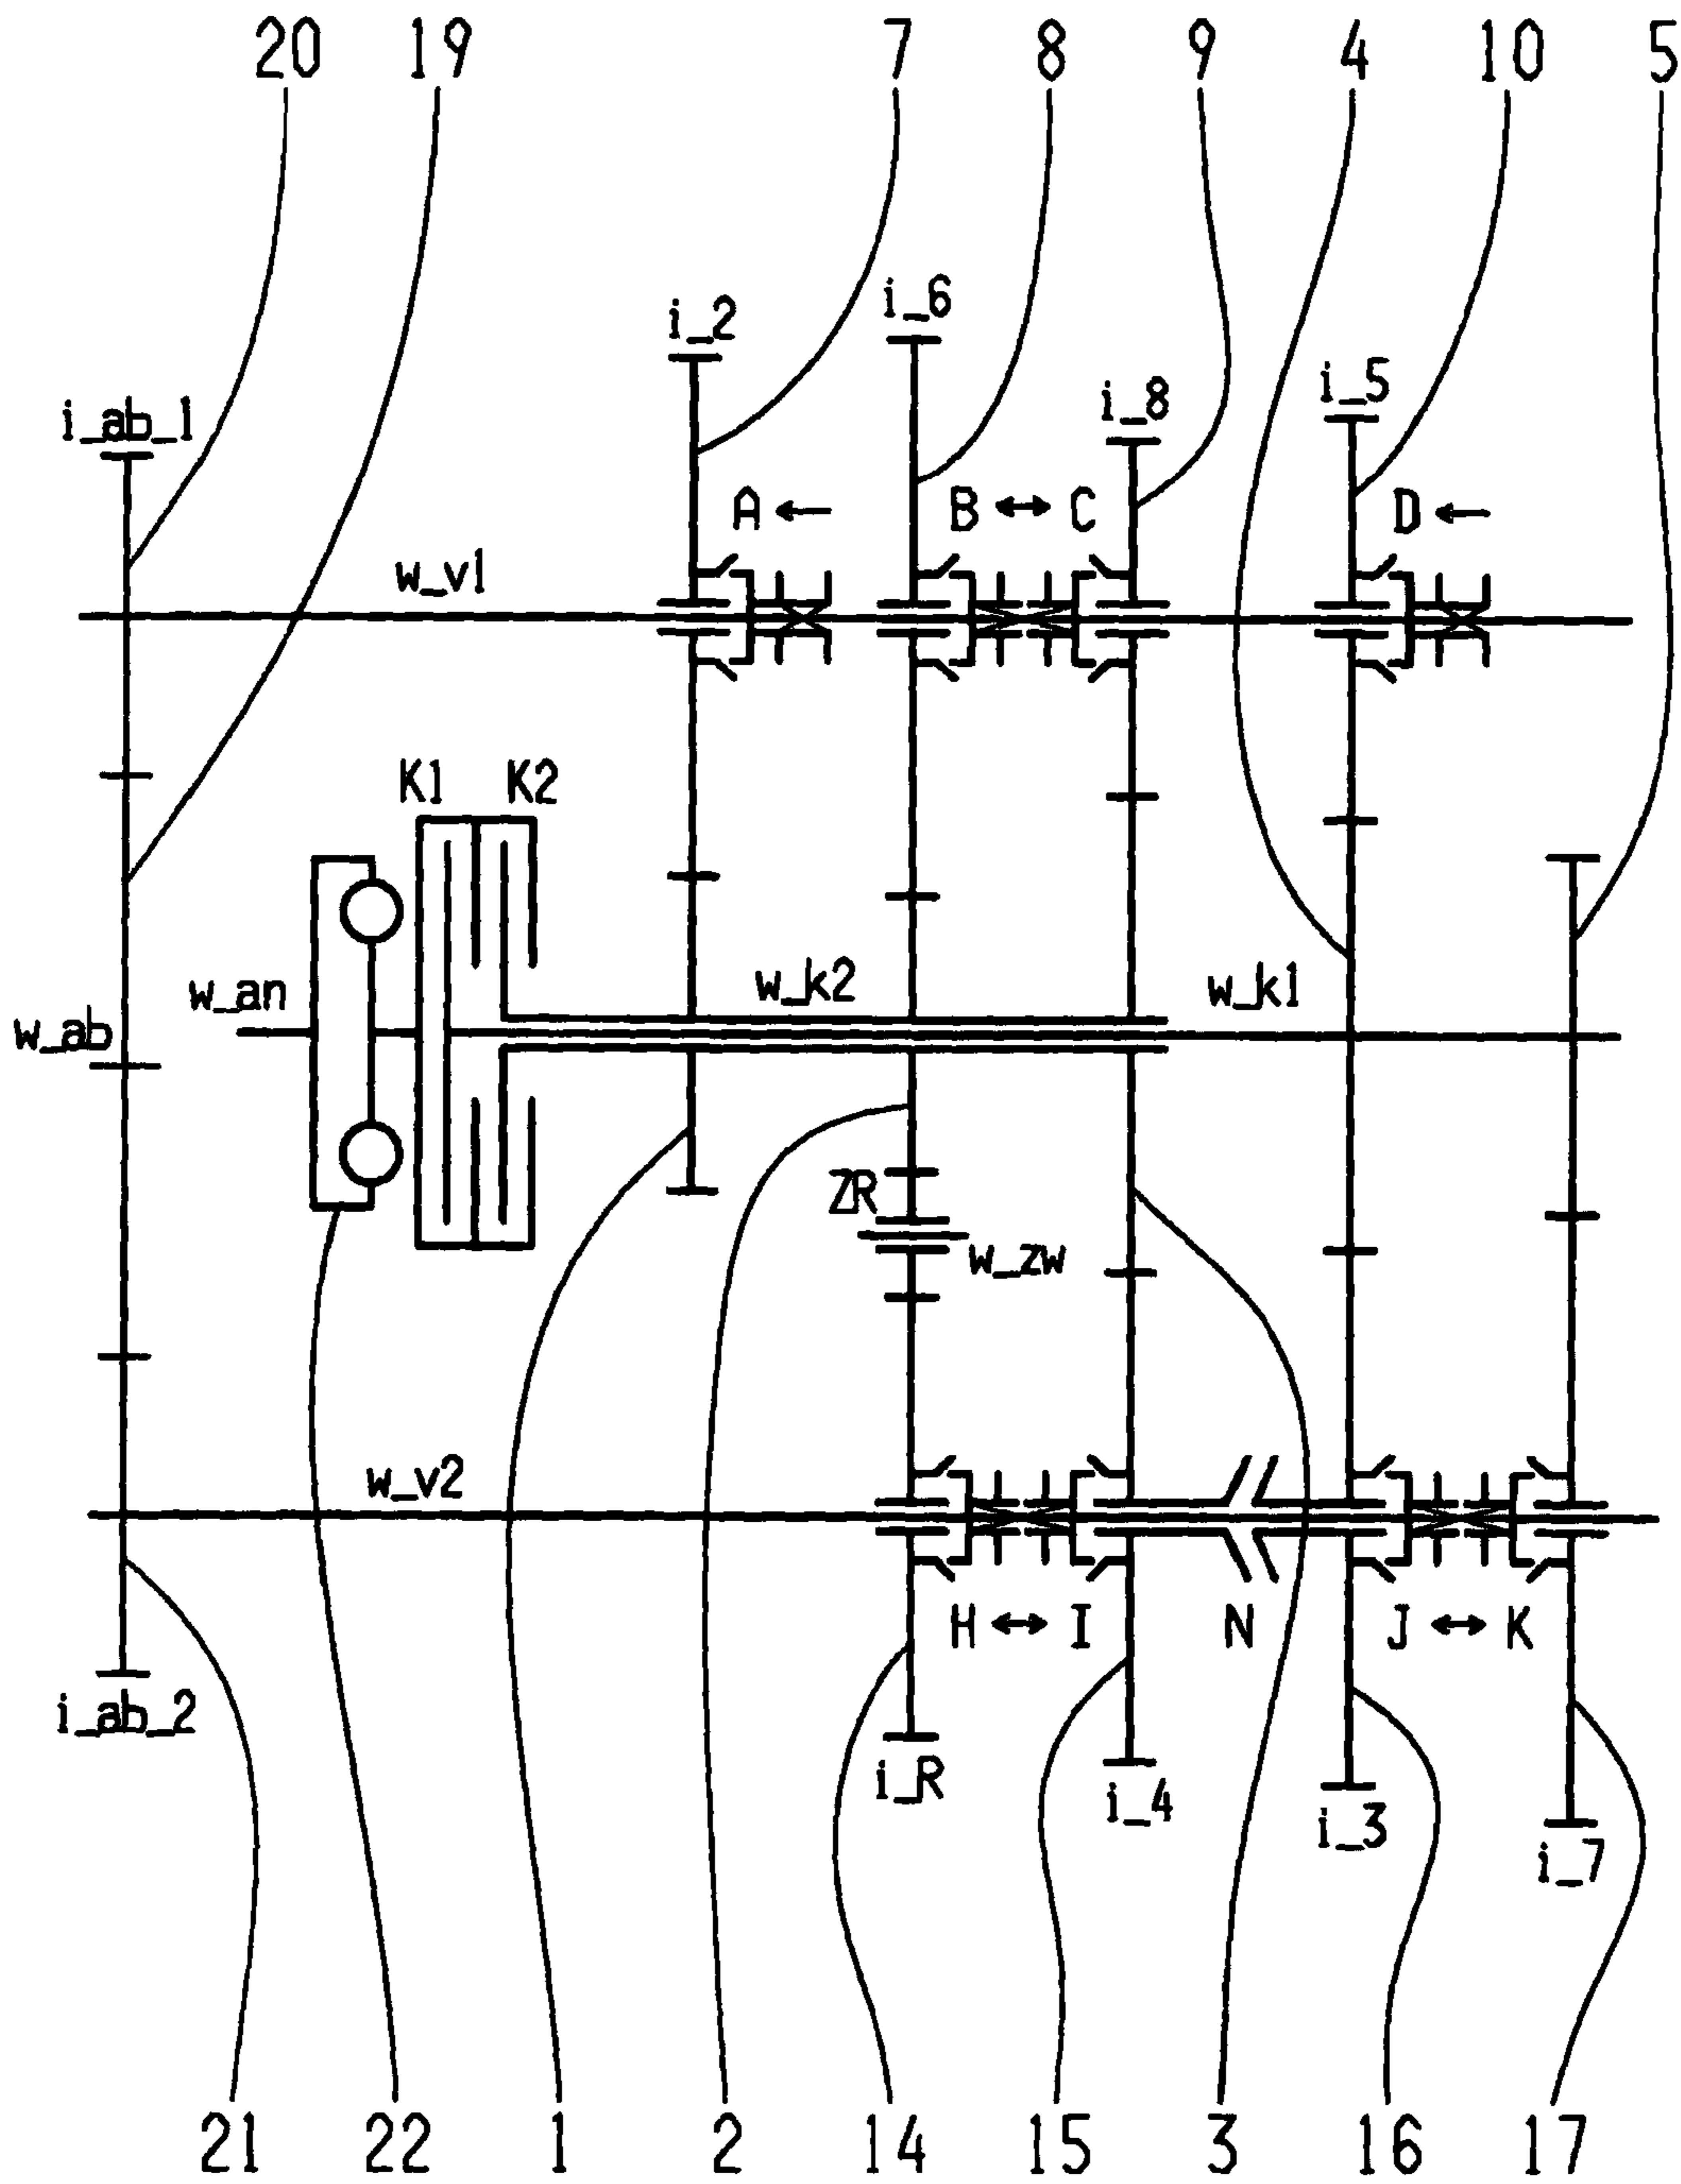 20 19 7 8 9 4 10 5
i_6
i_2
i_5
i_8
i_ab_1
A B C D
w_v1
K1 K2
w_k2 w_k1
w_an
w_ab
ZR
w_zw
w_v2
H I N J K
i_ab_2
i_R
i_4
i_3
i_7
21 22 1 2 14 15 3 16 17